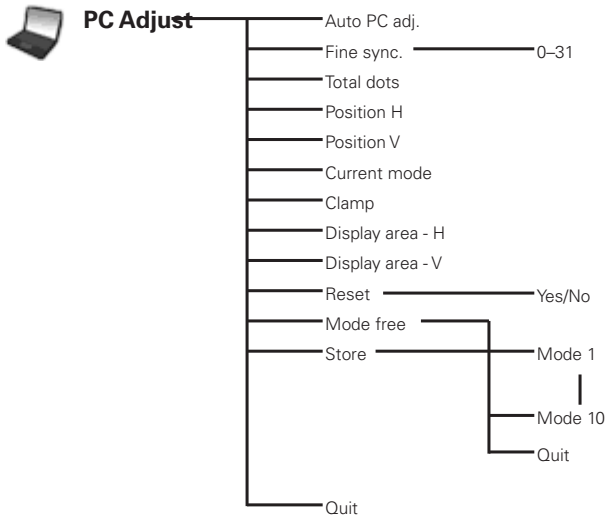 PC Adjust
Auto PC adj.
Fine sync. 0–31
Total dots
Position H
Position V
Current mode
Clamp
Display area - H
Display area - V
Reset Yes/No
Mode free
Store Mode 1
Mode 10
Quit
Quit